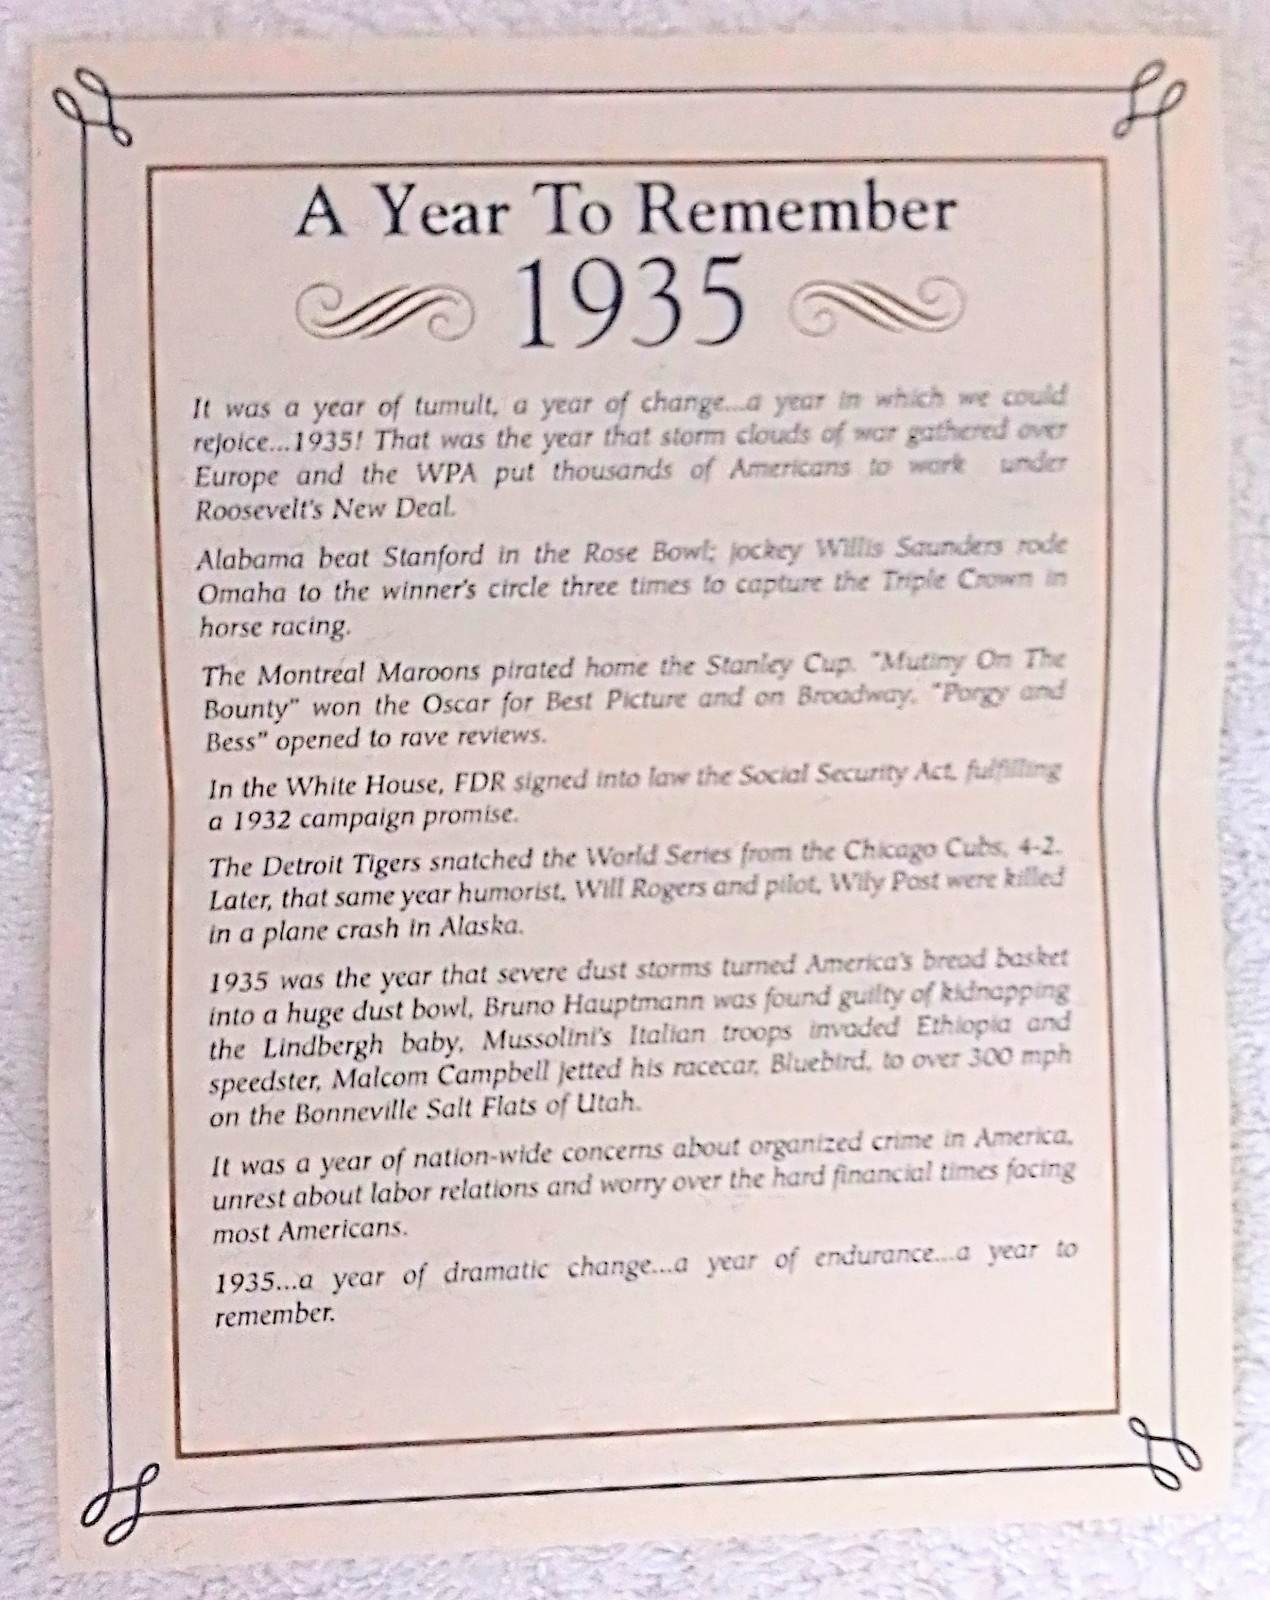 A Year To Remember
1935
It was a year of tumult, a year of change...a year in which we could
rejoice...1935! That was the year that storm clouds of war gathered over
Europe and the WPA put thousands of Americans to work under
Roosevelt's New Deal.
Alabama beat Stanford in the Rose Bowl; jockey Willis Saunders rode
Omaha to the winner's circle three times to capture the Triple Crown in
horse racing.
The Montreal Maroons pirated home the Stanley Cup. "Mutiny On The
Bounty" won the Oscar for Best Picture and on Broadway, "Porgy and
Bess" opened to rave reviews.
In the White House, FDR signed into law the Social Security Act, fulfilling
a 1932 campaign promise.
The Detroit Tigers snatched the World Series from the Chicago Cubs, 4-2.
Later, that same year humorist, Will Rogers and pilot, Wily Post were killed
in a plane crash in Alaska.
1935 was the year that severe dust storms turned America's bread basket
into a huge dust bowl, Bruno Hauptmann was found guilty of kidnapping
the Lindbergh baby, Mussolini's Italian troops invaded Ethiopia and
speedster, Malcom Campbell jetted his racecar, Bluebird, to over 300 mph
on the Bonneville Salt Flats of Utah.
It was a year of nation-wide concerns about organized crime in America,
unrest about labor relations and worry over the hard financial times facing
most Americans.
1935...a year of dramatic change...a year of endurance...a year to
remember.